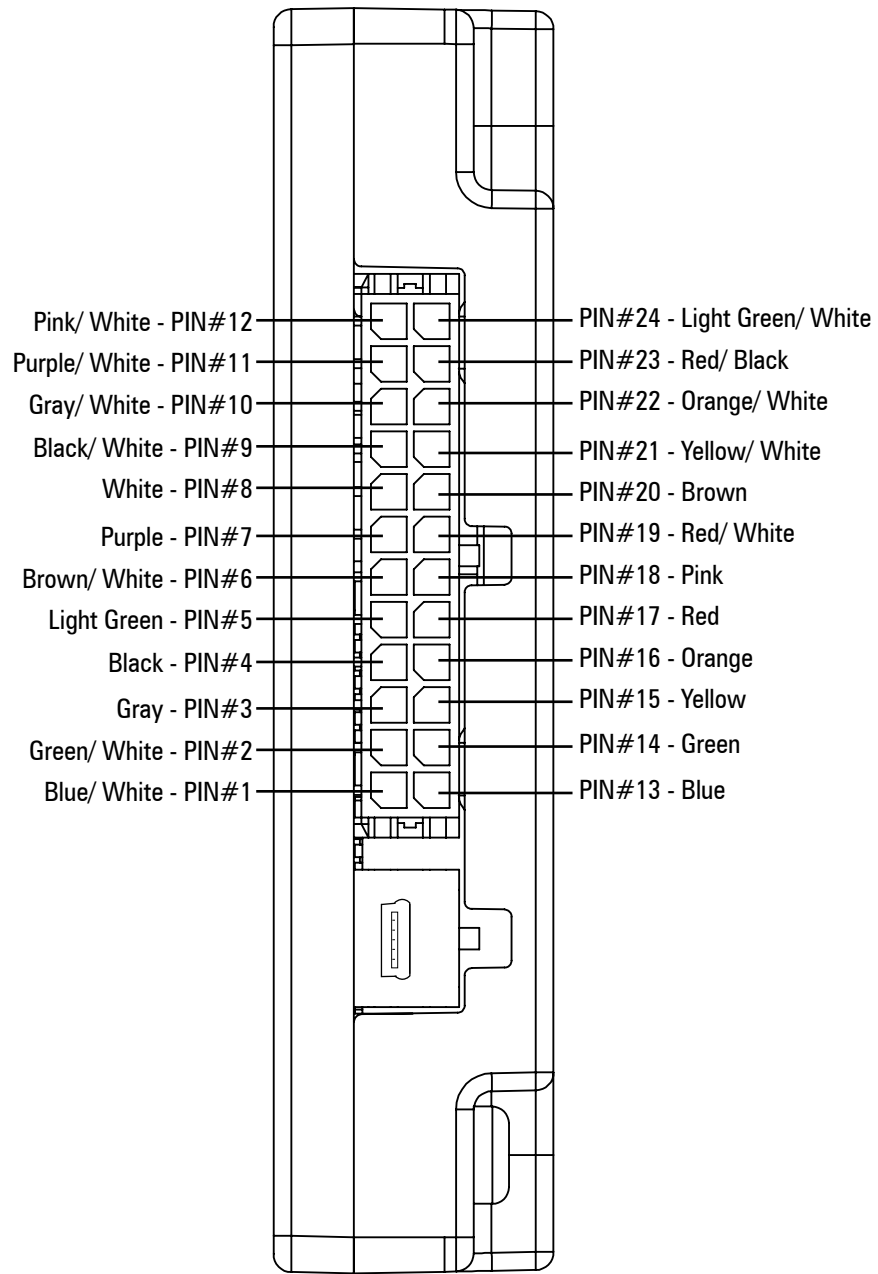 Pink/ White - PIN#12
Purple/ White - PIN#11
Gray/ White - PIN#10
Black/ White - PIN#9
White - PIN#8
Purple - PIN#7
Brown/ White - PIN#6
Light Green - PIN#5
Black - PIN#4
Gray - PIN#3
Green/ White - PIN#2
Blue/ White - PIN#1
PIN#24 - Light Green/ White
PIN#23 - Red/ Black
PIN#22 - Orange/ White
PIN#21 - Yellow/ White
PIN#20 - Brown
PIN#19 - Red/ White
PIN#18 - Pink
PIN#17 - Red
PIN#16 - Orange
PIN#15 - Yellow
PIN#14 - Green
PIN#13 - Blue